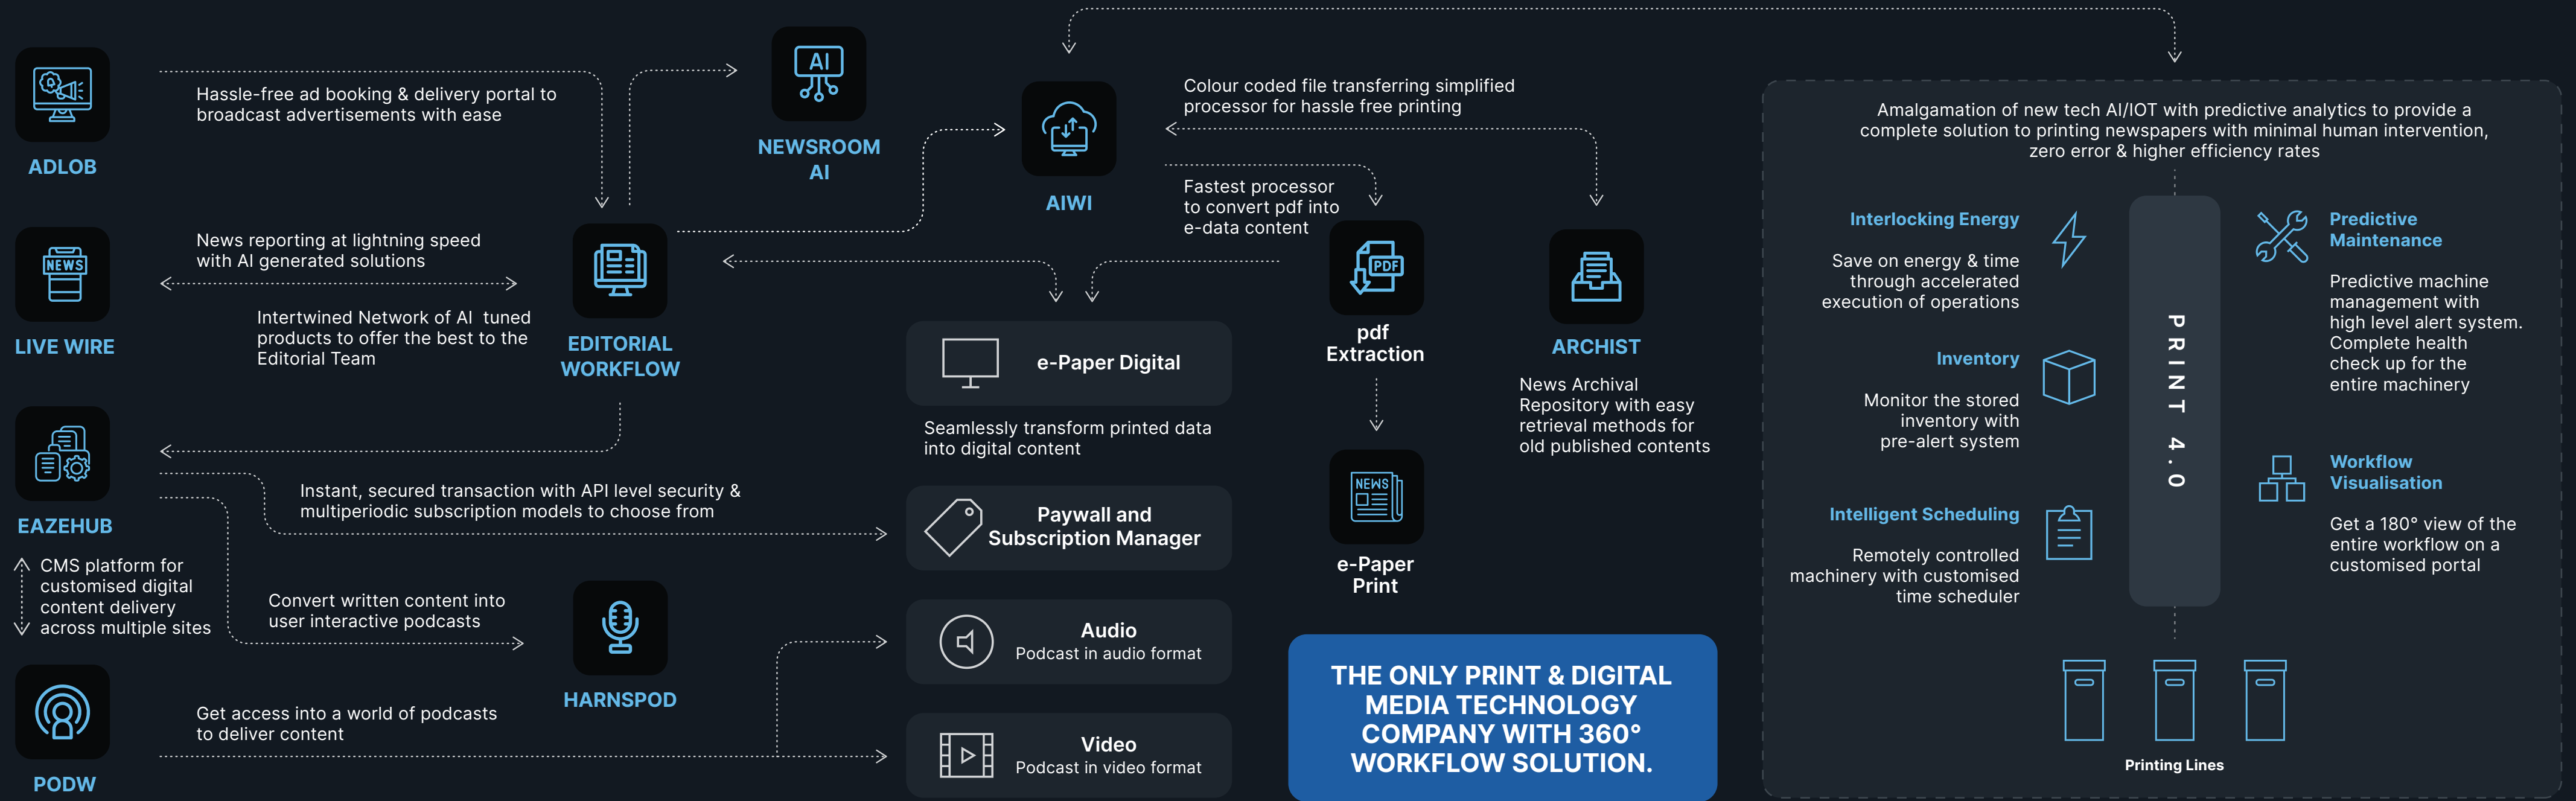 ADLOB
Hassle-free ad booking & delivery portal to
broadcast advertisements with ease
LIVE WIRE
NEWS
News reporting at lightning speed
with AI generated solutions
Intertwined Network of AI tuned
products to offer the best to the
Editorial Team
EDITORIAL
WORKFLOW
EAZEHUB
CMS platform for
customised digital
content delivery
across multiple sites
Instant, secured transaction with API level security &
multiperiodic subscription models to choose from
Convert written content into
user interactive podcasts
HARNSPOD
PODW
Get access into a world of podcasts
to deliver content
AI
NEWSROOM
AI
AIWI
Colour coded file transferring simplified
processor for hassle free printing
Fastest processor
to convert pdf into
e-data content
PDF
pdf
Extraction
NEWS
e-Paper
Print
ARCHIST
News Archival
Repository with easy
retrieval methods for
old published contents
e-Paper Digital
Seamlessly transform printed data
into digital content
Paywall and
Subscription Manager
Audio
Podcast in audio format
Video
Podcast in video format
THE ONLY PRINT & DIGITAL
MEDIA TECHNOLOGY
COMPANY WITH 360°
WORKFLOW SOLUTION.
Amalgamation of new tech AI/IOT with predictive analytics to provide a
complete solution to printing newspapers with minimal human intervention,
zero error & higher efficiency rates
Interlocking Energy
Save on energy & time
through accelerated
execution of operations
Inventory
Monitor the stored
inventory with
pre-alert system
Intelligent Scheduling
Remotely controlled
machinery with customised
time scheduler
PRINT 4.0
Predictive
Maintenance
Predictive machine
management with
high level alert system.
Complete health
check up for the
entire machinery
Workflow
Visualisation
Get a 180° view of the
entire workflow on a
customised portal
Printing Lines